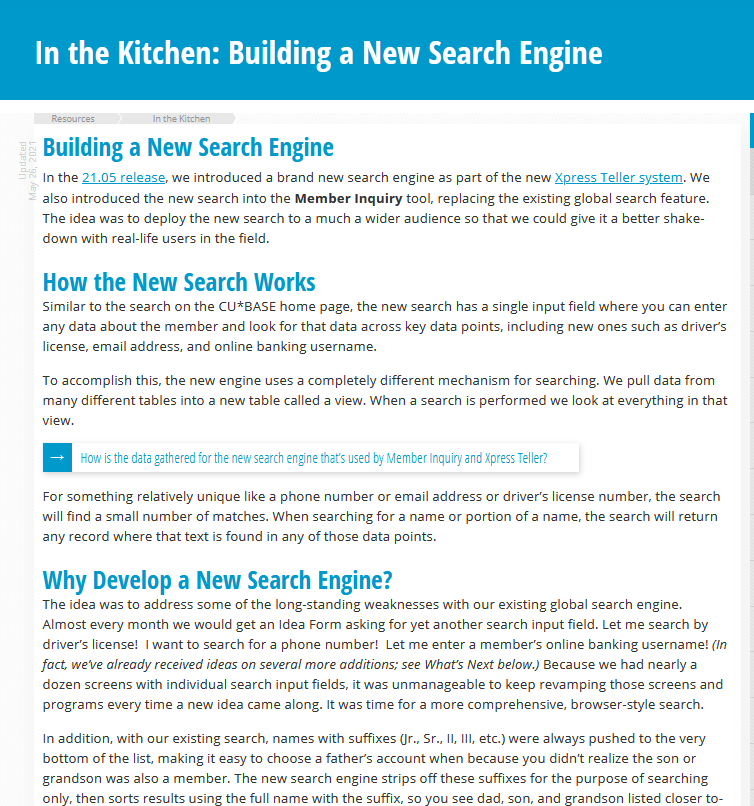 In the Kitchen: Building a New Search Engine
Resources
In the Kitchen
Updated
May 26, 2021
Building a New Search Engine
In the 21.05 release, we introduced a brand new search engine as part of the new Xpress Teller system. We
also introduced the new search into the Member Inquiry tool, replacing the existing global search feature.
The idea was to deploy the new search to a much a wider audience so that we could give it a better shake-
down with real-life users in the field.
How the New Search Works
Similar to the search on the CU*BASE home page, the new search has a single input field where you can enter
any data about the member and look for that data across key data points, including new ones such as driver's
license, email address, and online banking username.
To accomplish this, the new engine uses a completely different mechanism for searching. We pull data from
many different tables into a new table called a view. When a search is performed we look at everything in that
view.
→ How is the data gathered for the new search engine that's used by Member Inquiry and Xpress Teller?
For something relatively unique like a phone number or email address or driver's license number, the search
will find a small number of matches. When searching for a name or portion of a name, the search will return
any record where that text is found in any of those data points.
Why Develop a New Search Engine?
The idea was to address some of the long-standing weaknesses with our existing global search engine.
Almost every month we would get an Idea Form asking for yet another search input field. Let me search by
driver's license!  I want to search for a phone number!  Let me enter a member's online banking username! (In
fact, we've already received ideas on several more additions; see What's Next below.) Because we had nearly a
dozen screens with individual search input fields, it was unmanageable to keep revamping those screens and
programs every time a new idea came along. It was time for a more comprehensive, browser-style search.
In addition, with our existing search, names with suffixes (Jr., Sr., II, III, etc.) were always pushed to the very
bottom of the list, making it easy to choose a father's account when because you didn't realize the son or
grandson was also a member. The new search engine strips off these suffixes for the purpose of searching
only, then sorts results using the full name with the suffix, so you see dad, son, and grandson listed closer to-